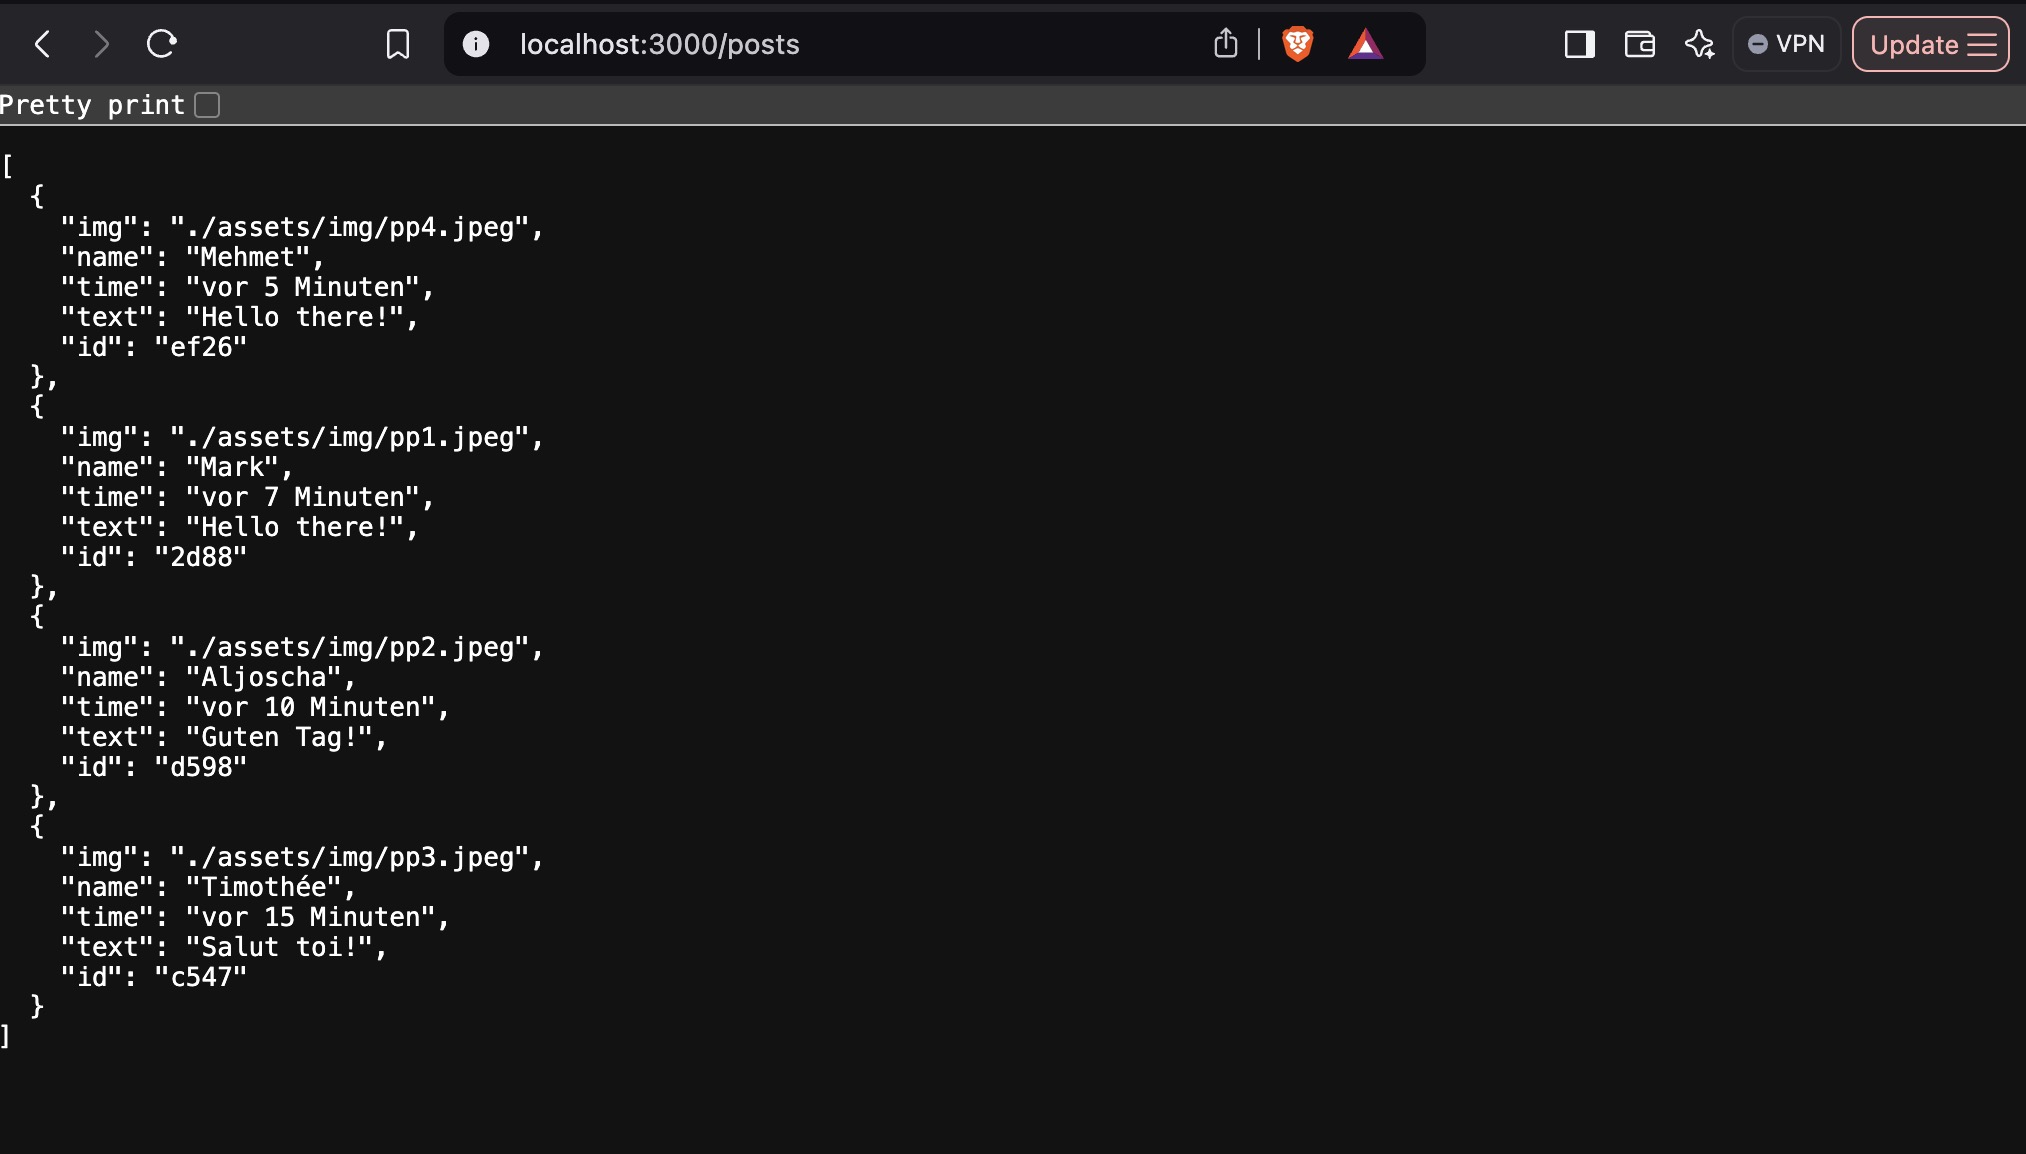 localhost:3000/posts
VPN
Update
Pretty print
[
  {
    "img": "./assets/img/pp4.jpeg",
    "name": "Mehmet",
    "time": "vor 5 Minuten",
    "text": "Hello there!",
    "id": "ef26"
  },
  {
    "img": "./assets/img/pp1.jpeg",
    "name": "Mark",
    "time": "vor 7 Minuten",
    "text": "Hello there!",
    "id": "2d88"
  },
  {
    "img": "./assets/img/pp2.jpeg",
    "name": "Aljoscha",
    "time": "vor 10 Minuten",
    "text": "Guten Tag!",
    "id": "d598"
  },
  {
    "img": "./assets/img/pp3.jpeg",
    "name": "Timothée",
    "time": "vor 15 Minuten",
    "text": "Salut toi!",
    "id": "c547"
  }
]